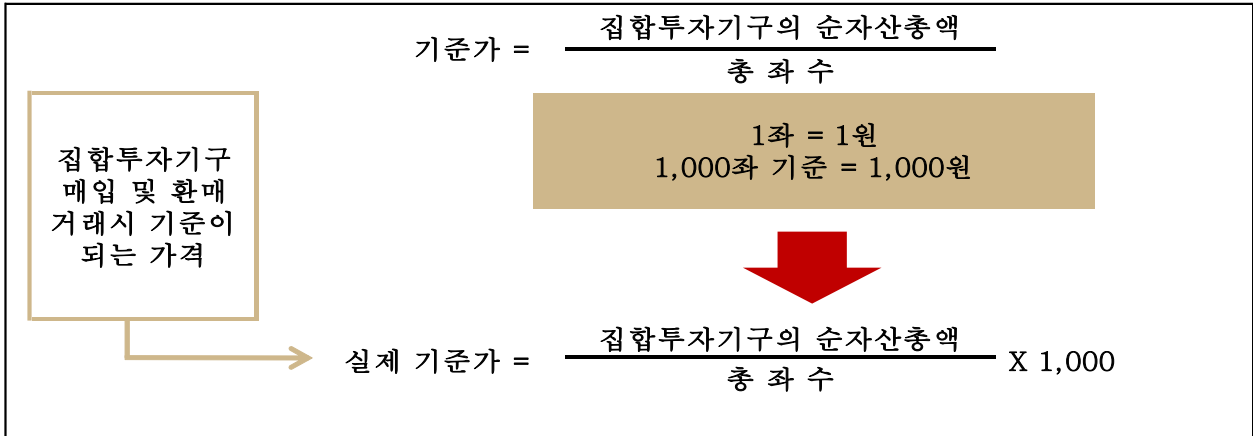 기준가 =
집합투자기구의 순자산총액
총 좌 수
1좌 = 1원
1,000좌 기준 = 1,000원
집합투자기구
매입 및 환매
거래시 기준이
되는 가격
실제 기준가 =
집합투자기구의 순자산총액
총 좌 수
X 1,000